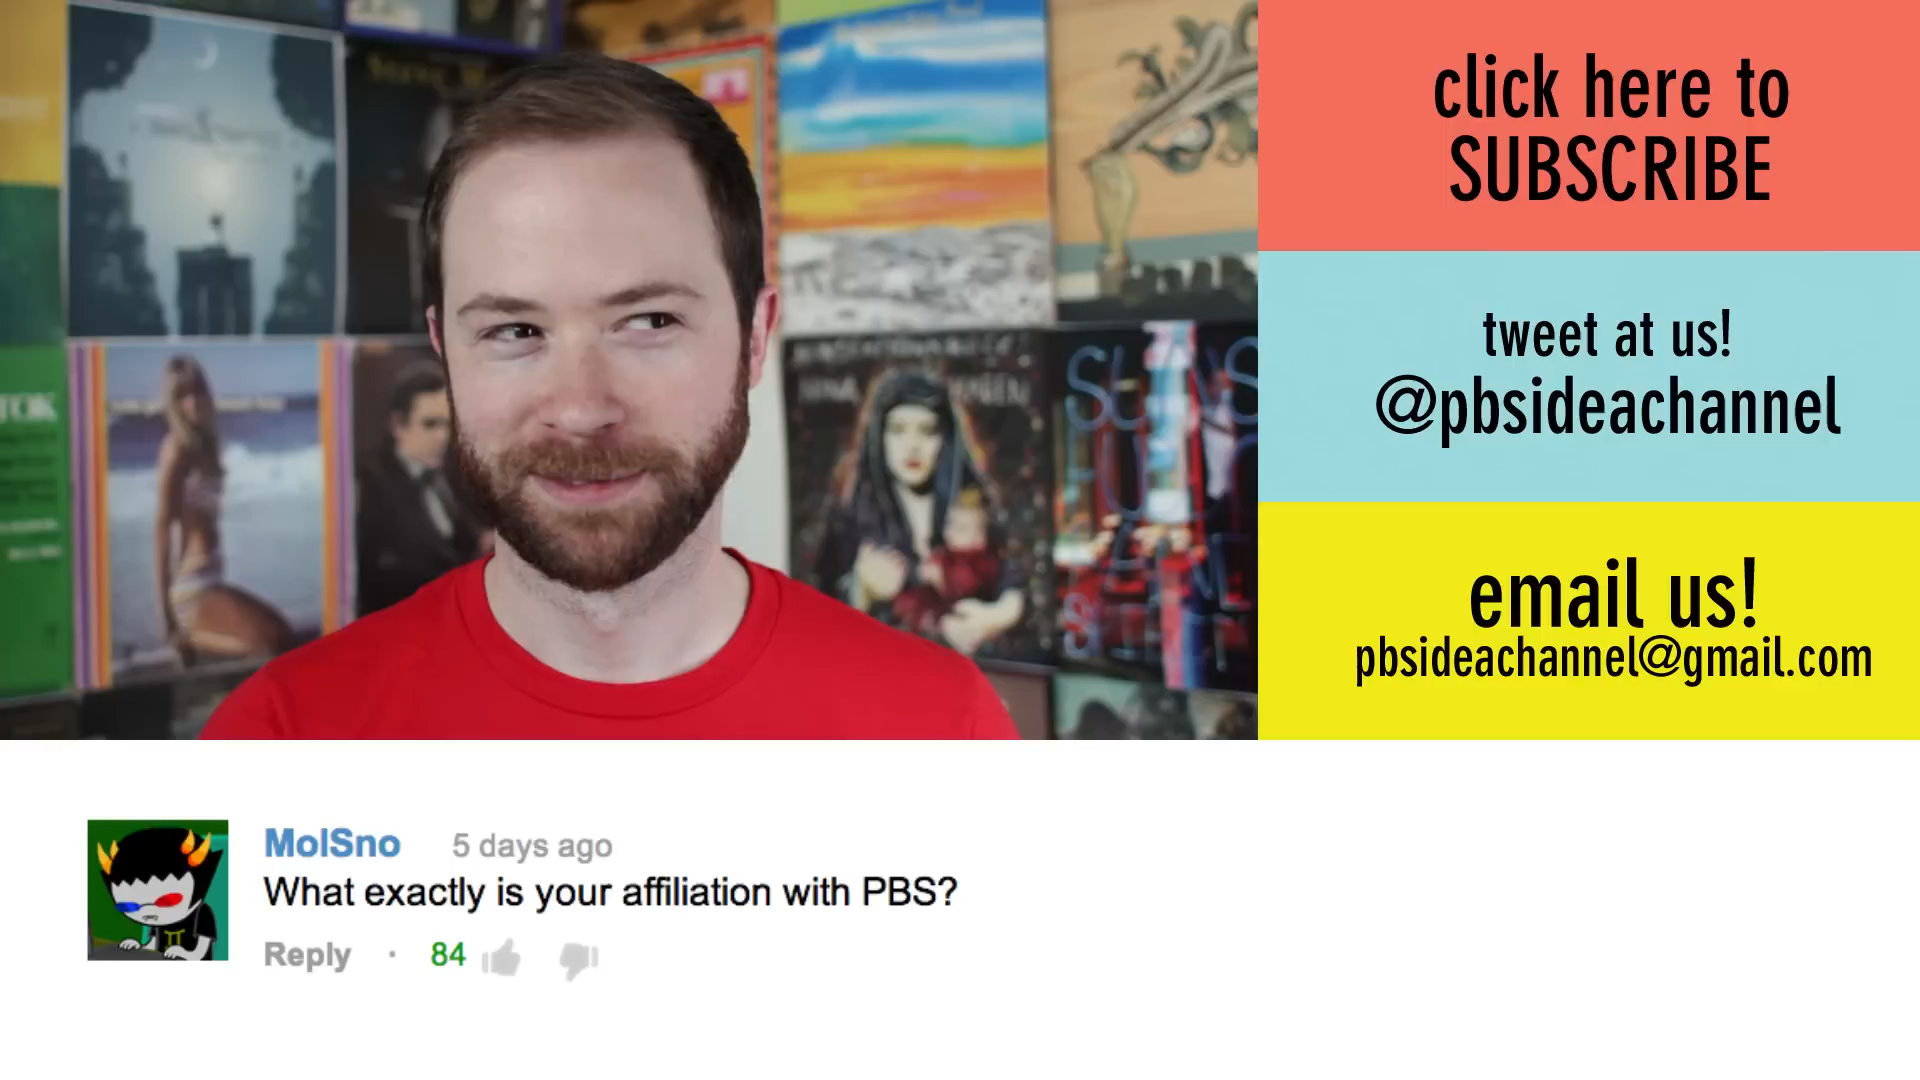 click here to
SUBSCRIBE
tweet at us!
@pbsideachannel
email us!
pbsideachannel@gmail.com
TOK
MolSno 5 days ago
What exactly is your affiliation with PBS?
Reply · 84